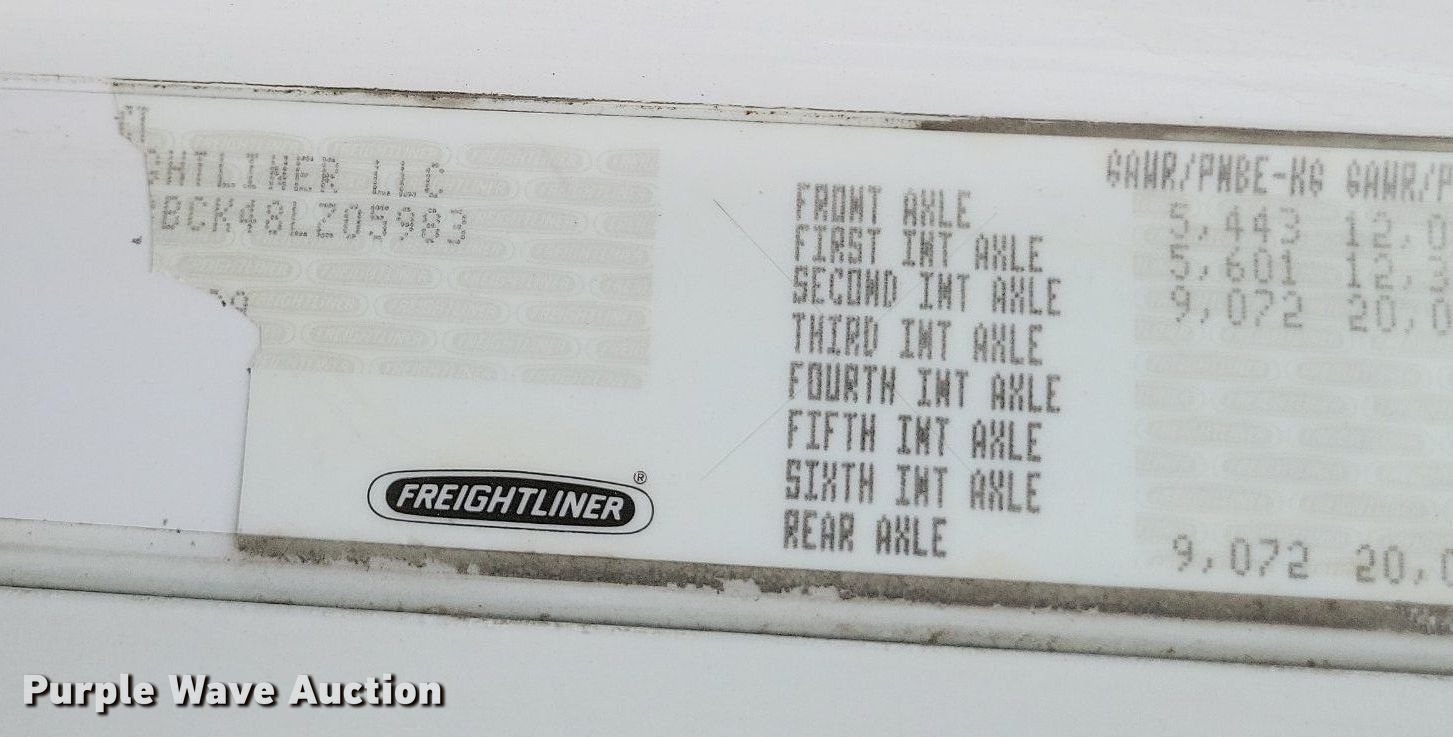 GHTLINER LLC
BCK48LZ05983
FREIGHTLINER®
GAWR/PNBE-KG GAWR/P
FRONT AXLE 5,443 12,0
FIRST INT AXLE 5,601 12,3
SECOND INT AXLE 9,072 20,0
THIRD INT AXLE
FOURTH INT AXLE
FIFTH INT AXLE
SIXTH INT AXLE
REAR AXLE 9,072 20,0
Purple Wave Auction